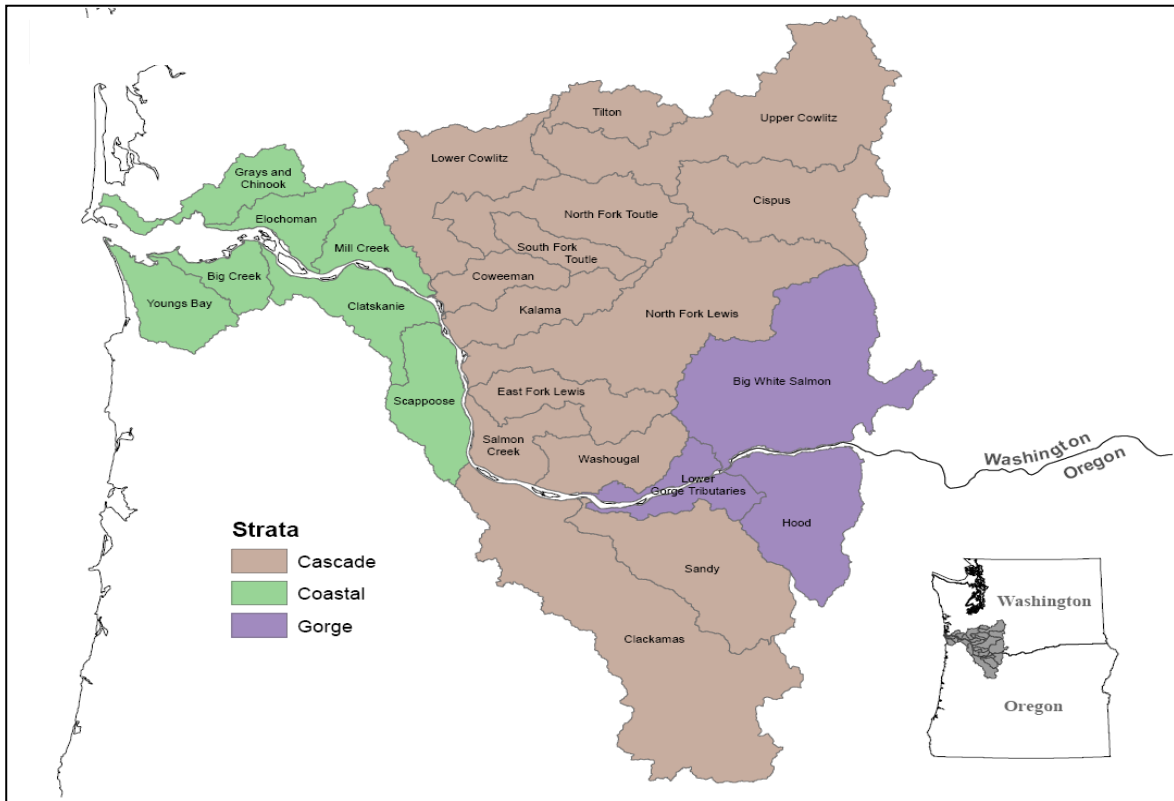 Tilton
Upper Cowlitz
Lower Cowlitz
Grays and
Chinook
Cispus
North Fork Toutle
Elochoman
Mill Creek
South Fork
Toutle
Big Creek
Coweeman
Youngs Bay
Clatskanie
Kalama
North Fork Lewis
Big White Salmon
East Fork Lewis
Scappoose
Salmon
Creek
Washougal
Washington
Oregon
Lower
Gorge Tributaries
Hood
Strata
Cascade
Coastal
Gorge
Sandy
Clackamas
Washington
Oregon